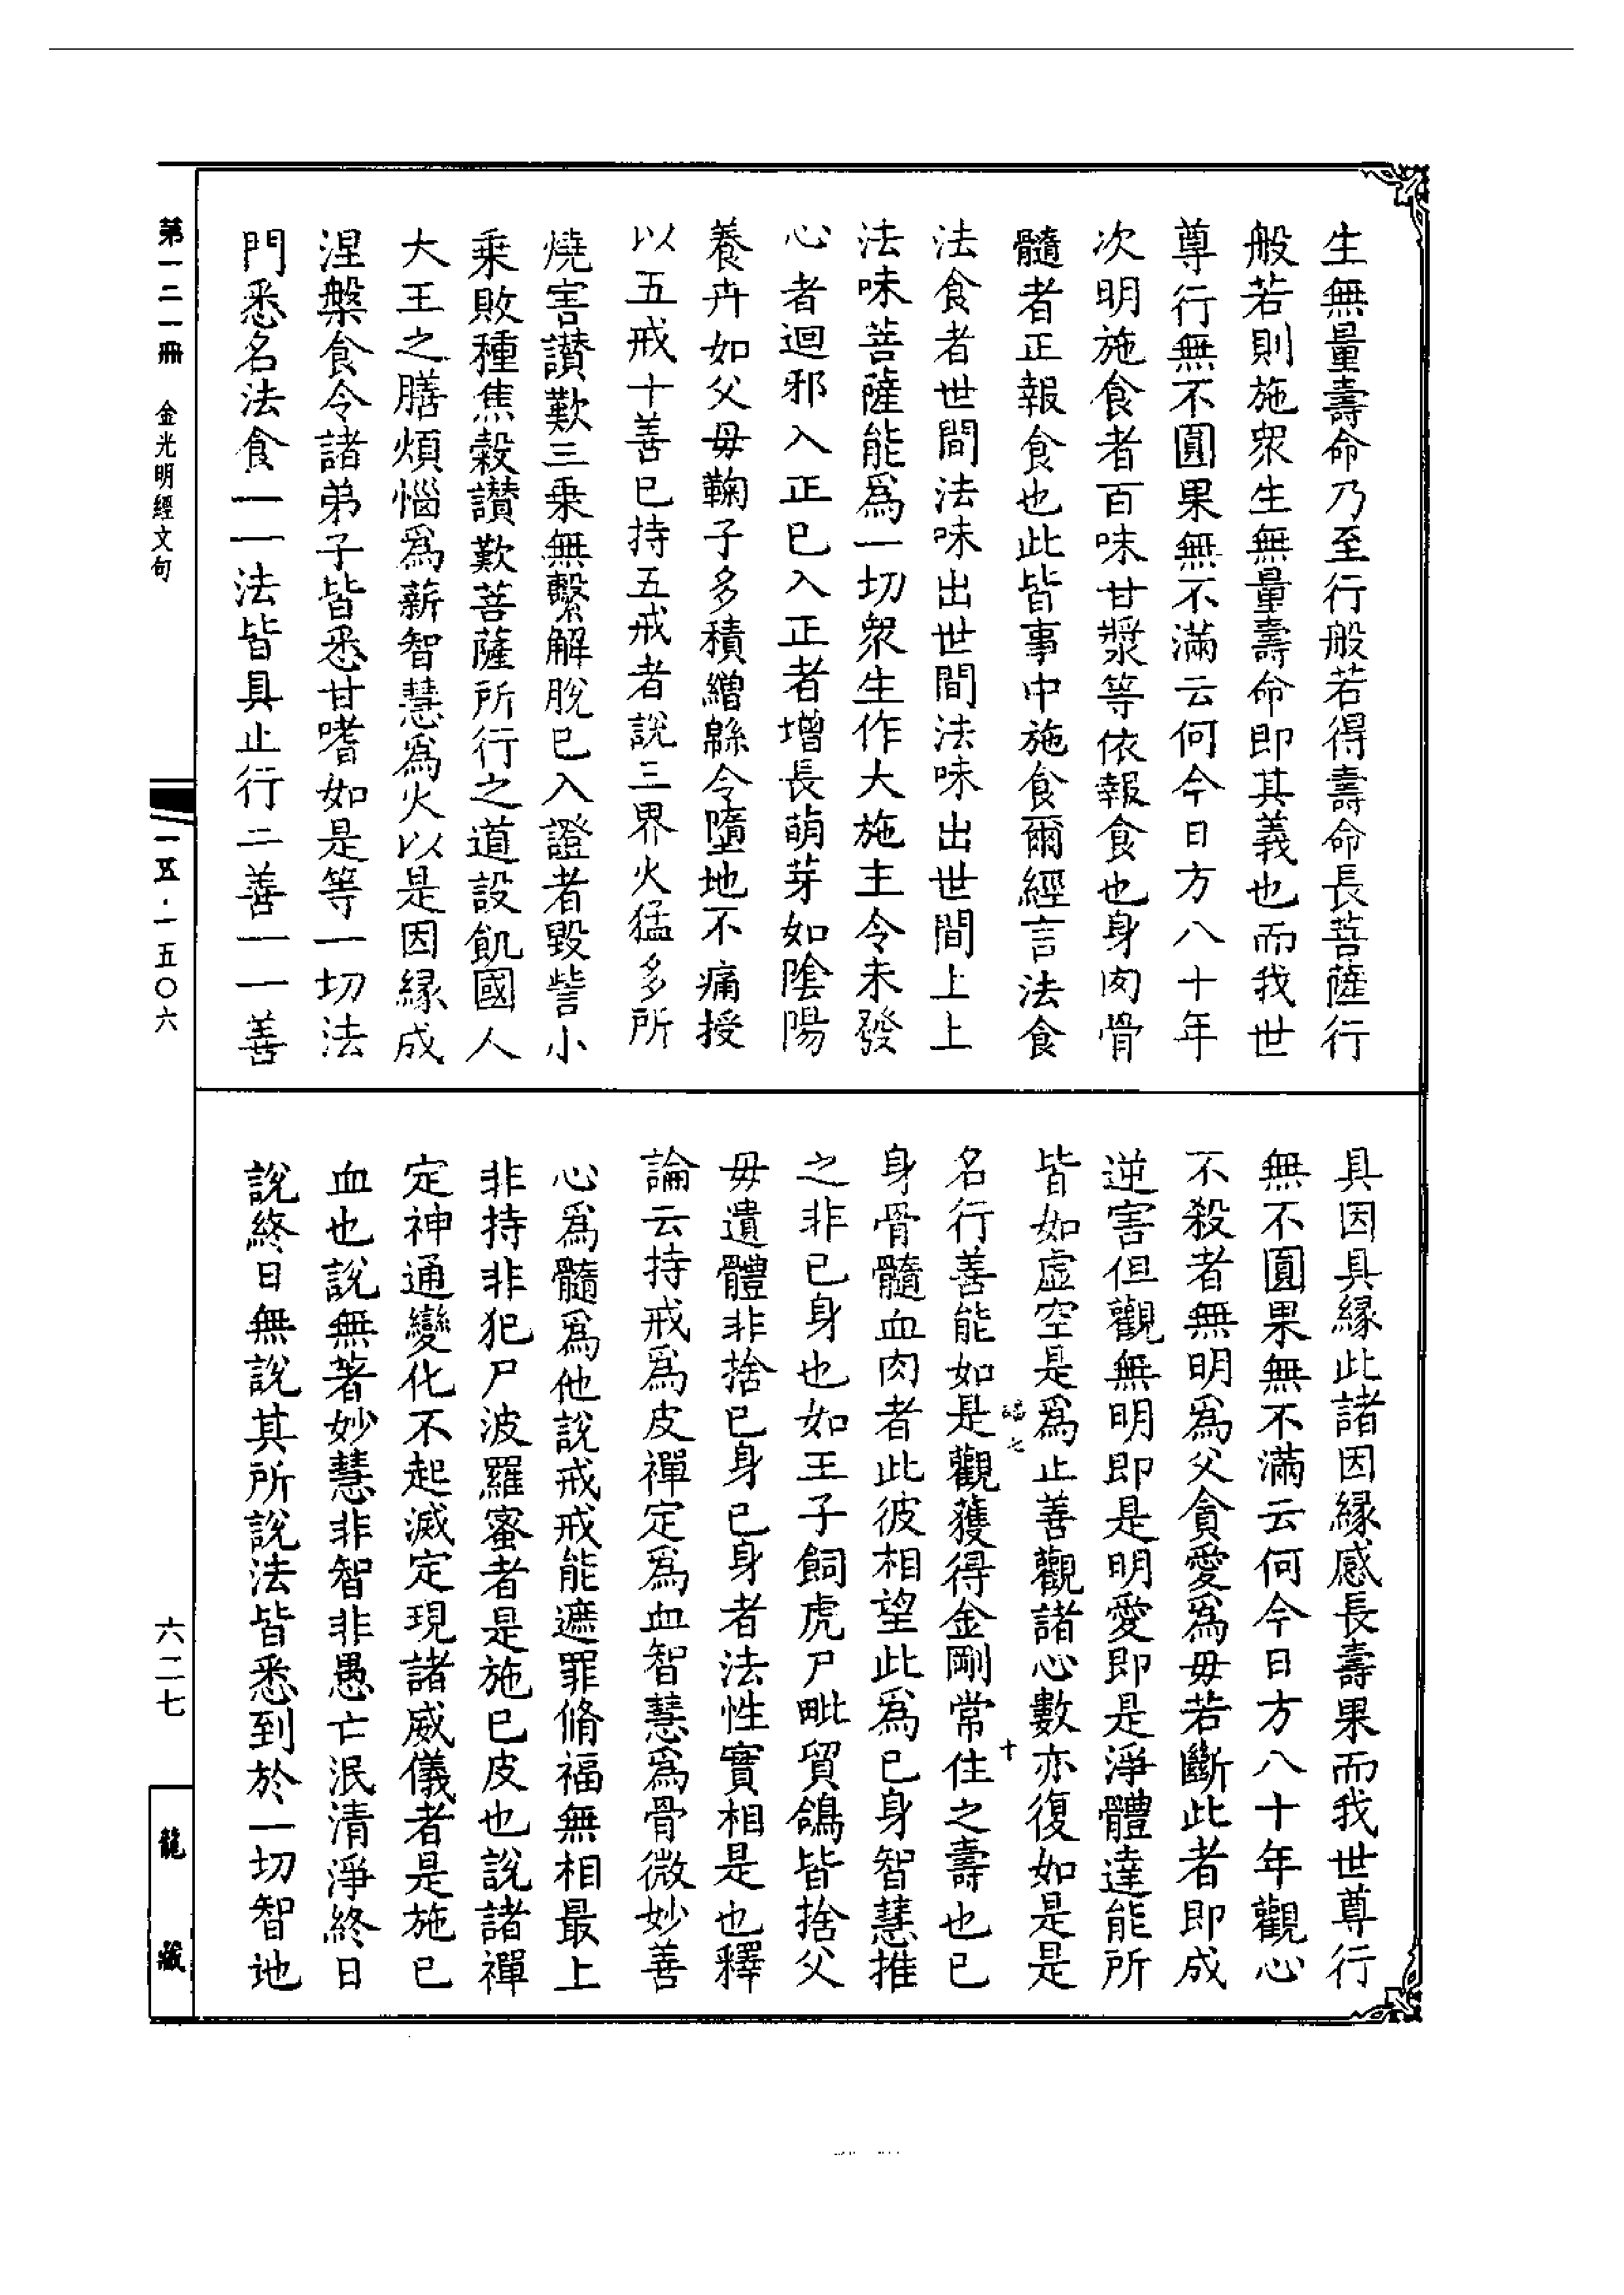 生無量壽命乃至行般若得壽命長菩薩行
般若則施衆生無量壽命即其義也而我世
尊行無不圓果無不滿云何今日方八十年
次明施食者百味甘漿等依報食也身肉骨
髓者正報食也此皆事中施食爾經言法食
法食者世間法味出世間法味出世間上上
法味菩薩能爲一切衆生作大施主令未發
心者迴邪入正已入正者增長萌芽如陰陽
養卉如父毋鞠子多積繒緜令墮地不痛授
以五戒十善已持五戒者說三界火猛多所
燒害讃歎三乘無繫解脫已入證者毀訾小
乘敗種焦穀讃歎菩薩所行之道設飢國人
大王之膳煩惱爲薪智慧爲火以是因緣成
涅槃食令諸弟子皆悉甘嗜如是等一切法
門悉名法食一一法皆具止行二善一一善
具因具緣此諸因緣感長壽果而我世尊行
無不圓果無不滿云何今日方八十年觀心
不殺者無明爲父貪愛爲毋若斷此者即成
逆害但觀無明即是明愛即是淨體達能所
皆如虛空是爲止善觀諸心數亦復如是是
名行善能如是觀獲得金剛常住之壽也已
身骨髓血肉者此彼相望此爲已身智慧推
之非已身也如王子飼虎尸毗貿鴿皆捨父
毋遺體非捨已身已身者法性實相是也釋
論云持戒爲皮禪定爲血智慧爲骨微妙善
心爲髓爲他說戒戒能遮罪脩福無相最上
非持非犯尸波羅蜜者是施已皮也說諸禪
定神通變化不起滅定現諸威儀者是施已
血也說無著妙慧非智非愚亡泯清淨終日
說終日無說其所說法皆悉到於一切智地
第一二一冊 金光明經文句
一五·一五〇六
六二七
龍藏